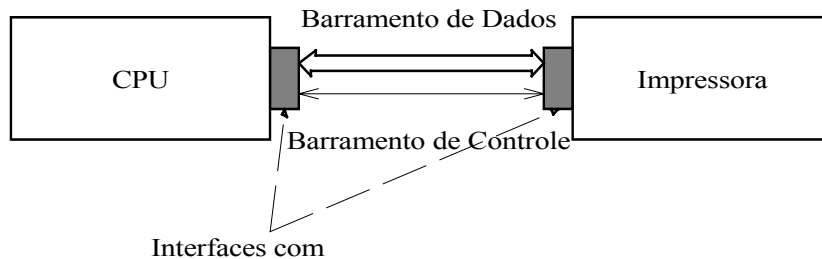 Barramento de Dados
CPU
Impressora
Barramento de Controle
Interfaces com